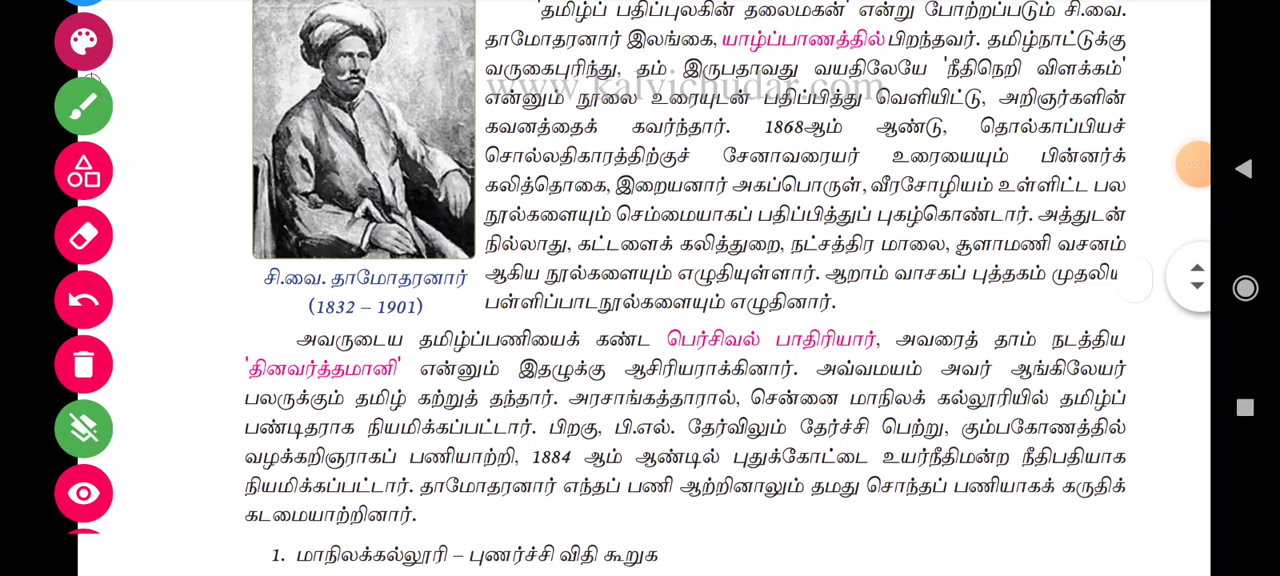 'தமிழ்ப் பதிப்புலகின் தலைமகன்' என்று போற்றப்படும் சி.வை.
தாமோதரனார் இலங்கை, யாழ்ப்பாணத்தில் பிறந்தவர். தமிழ்நாட்டுக்கு
வருகைபுரிந்து, தம் இருபதாவது வயதிலேயே 'நீதிநெறி விளக்கம்'
www.kalvichudar.com
என்னும் நூலை உரையுடன் பதிப்பித்து வெளியிட்டு, அறிஞர்களின்
கவனத்தைக் கவர்ந்தார். 1868ஆம் ஆண்டு, தொல்காப்பியச்
சொல்லதிகாரத்திற்குச் சேனாவரையர் உரையையும் பின்னர்க்
கலித்தொகை, இறையனார் அகப்பொருள், வீரசோழியம் உள்ளிட்ட பல
நூல்களையும் செம்மையாகப் பதிப்பித்துப் புகழ்கொண்டார். அத்துடன்
நில்லாது, கட்டளைக் கலித்துறை, நட்சத்திர மாலை, சூளாமணி வசனம்
ஆகிய நூல்களையும் எழுதியுள்ளார். ஆறாம் வாசகப் புத்தகம் முதலிய
பள்ளிப்பாடநூல்களையும் எழுதினார்.
சி.வை. தாமோதரனார்
(1832 – 1901)
அவருடைய தமிழ்ப்பணியைக் கண்ட பெர்சிவல் பாதிரியார், அவரைத் தாம் நடத்திய
'தினவர்த்தமானி' என்னும் இதழுக்கு ஆசிரியராக்கினார். அவ்வமயம் அவர் ஆங்கிலேயர்
பலருக்கும் தமிழ் கற்றுத் தந்தார். அரசாங்கத்தாரால், சென்னை மாநிலக் கல்லூரியில் தமிழ்ப்
பண்டிதராக நியமிக்கப்பட்டார். பிறகு, பி.எல். தேர்விலும் தேர்ச்சி பெற்று, கும்பகோணத்தில்
வழக்கறிஞராகப் பணியாற்றி, 1884 ஆம் ஆண்டில் புதுக்கோட்டை உயர்நீதிமன்ற நீதிபதியாக
நியமிக்கப்பட்டார். தாமோதரனார் எந்தப் பணி ஆற்றினாலும் தமது சொந்தப் பணியாகக் கருதிக்
கடமையாற்றினார்.
1. மாநிலக்கல்லூரி – புணர்ச்சி விதி கூறுக